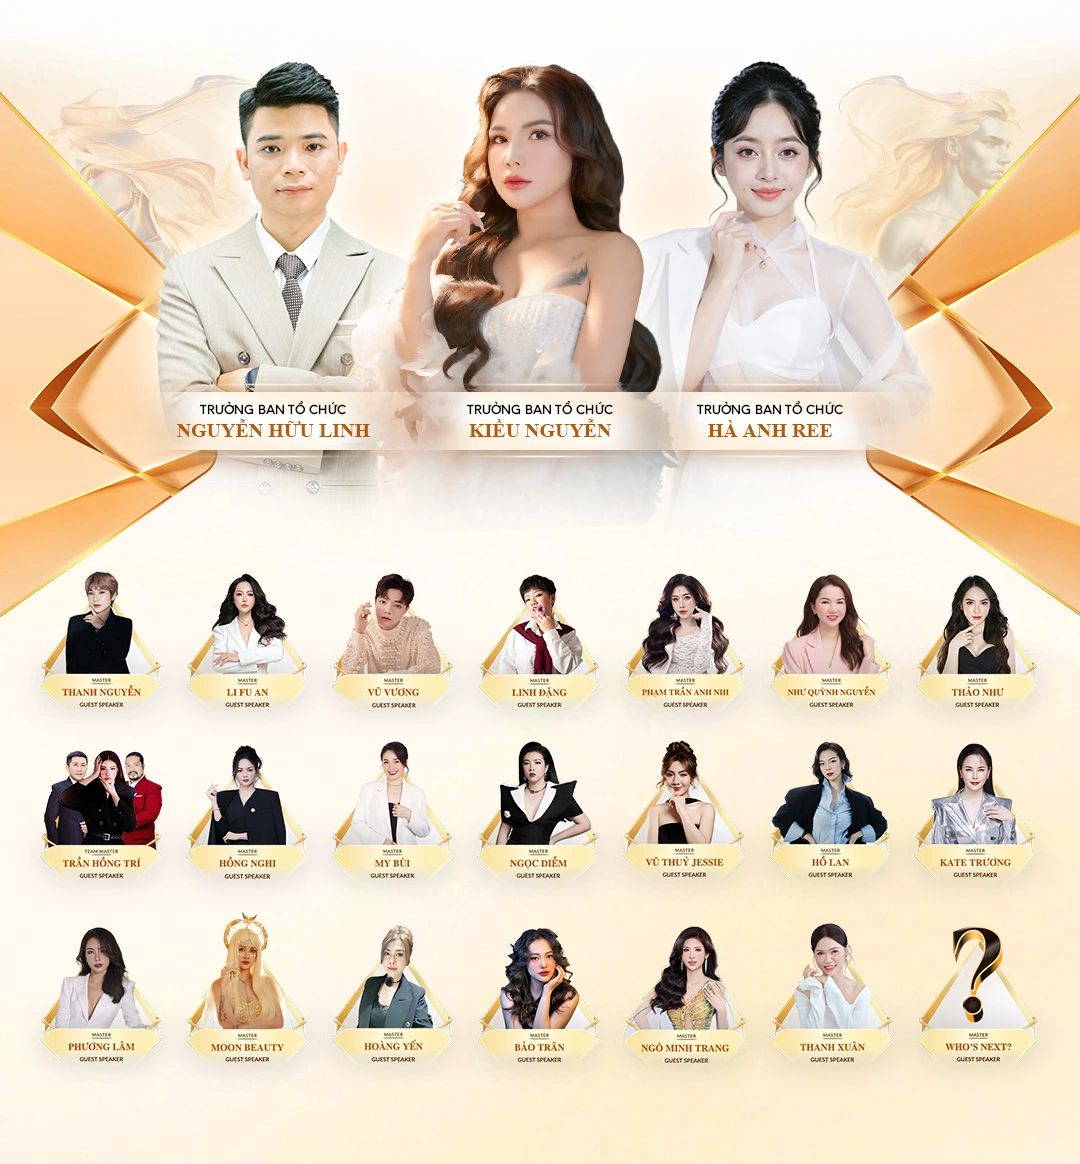 TRƯỞNG BAN TỔ CHỨC
NGUYỄN HỮU LINH
TRƯỞNG BAN TỔ CHỨC
KIỀU NGUYỄN
TRƯỞNG BAN TỔ CHỨC
HÀ ANH REE
MASTER
THANH NGUYỄN
GUEST SPEAKER
MASTER
LI FU AN
GUEST SPEAKER
MASTER
VŨ VƯƠNG
GUEST SPEAKER
MASTER
LINH ĐẶNG
GUEST SPEAKER
MASTER
PHẠM TRẦN ANH NHI
GUEST SPEAKER
MASTER
NHƯ QUỲNH NGUYỄN
GUEST SPEAKER
MASTER
THẢO NHƯ
GUEST SPEAKER
TEAM MASTER
TRẦN HỒNG TRÍ
GUEST SPEAKER
MASTER
HỒNG NGHI
GUEST SPEAKER
MASTER
MY BÙI
GUEST SPEAKER
MASTER
NGỌC DIỄM
GUEST SPEAKER
MASTER
VŨ THUỶ JESSIE
GUEST SPEAKER
MASTER
HỒ LAN
GUEST SPEAKER
MASTER
KATE TRƯƠNG
GUEST SPEAKER
MASTER
PHƯƠNG LÂM
GUEST SPEAKER
MASTER
MOON BEAUTY
GUEST SPEAKER
MASTER
HOÀNG YẾN
GUEST SPEAKER
MASTER
BẢO TRÂN
GUEST SPEAKER
MASTER
NGÔ MINH TRANG
GUEST SPEAKER
MASTER
THANH XUÂN
GUEST SPEAKER
?
MASTER
WHO'S NEXT?
GUEST SPEAKER